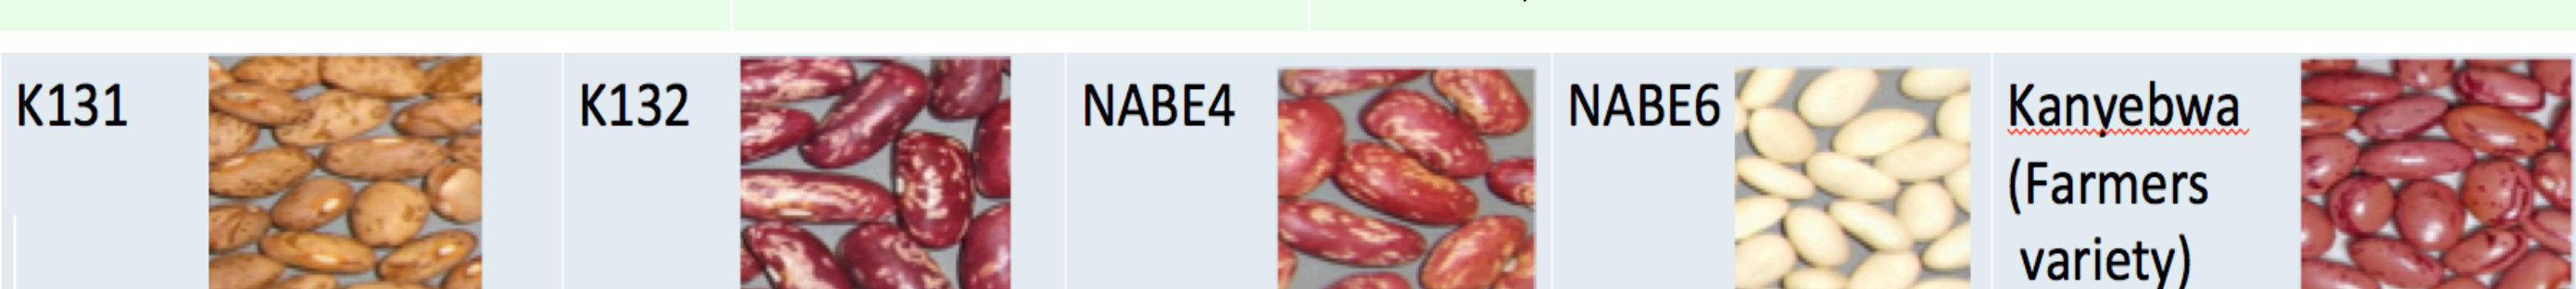 K131
K132
NABE4
NABE6
Kanyebwa
(Farmers
variety)